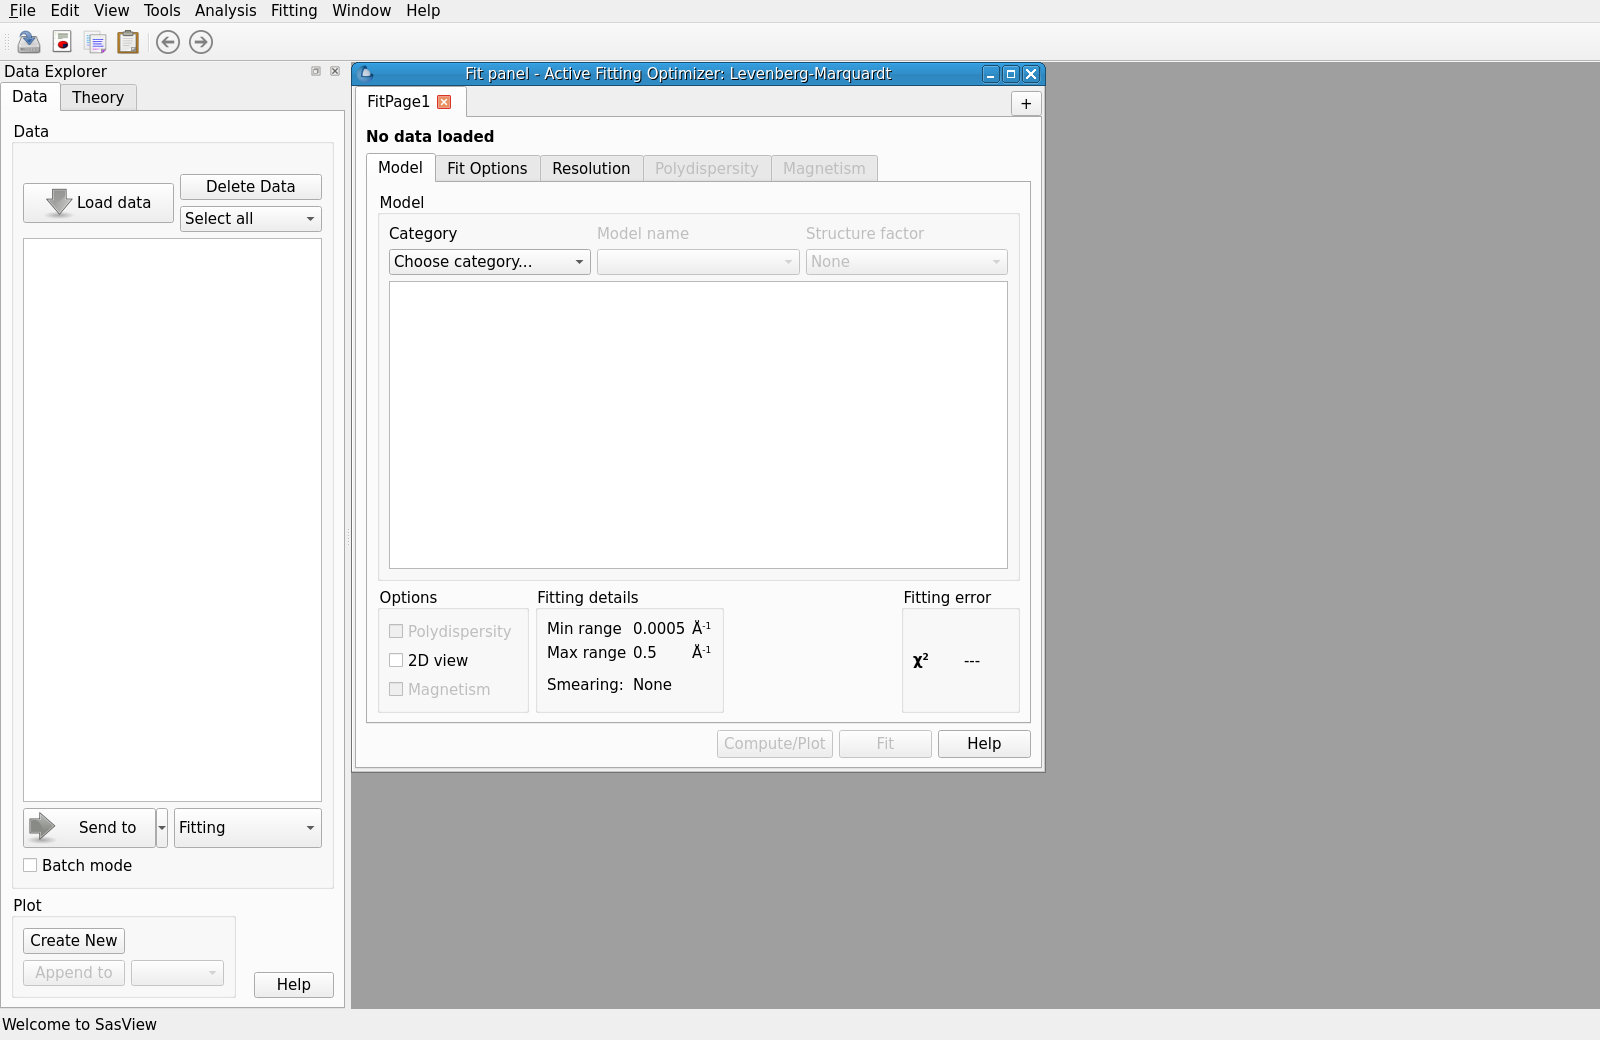 File Edit View Tools Analysis Fitting Window Help
Data Explorer
Data Theory
Data
Load data
Delete Data
Select all
Send to
Fitting
Batch mode
Plot
Create New
Append to
Help
Fit panel - Active Fitting Optimizer: Levenberg-Marquardt
FitPage1
+
No data loaded
Model Fit Options Resolution Polydispersity Magnetism
Model
Category Model name Structure factor
Choose category... None
Options
Polydispersity
2D view
Magnetism
Fitting details
Min range 0.0005 Å⁻¹
Max range 0.5 Å⁻¹
Smearing: None
Fitting error
χ² ---
Compute/Plot Fit Help
Welcome to SasView